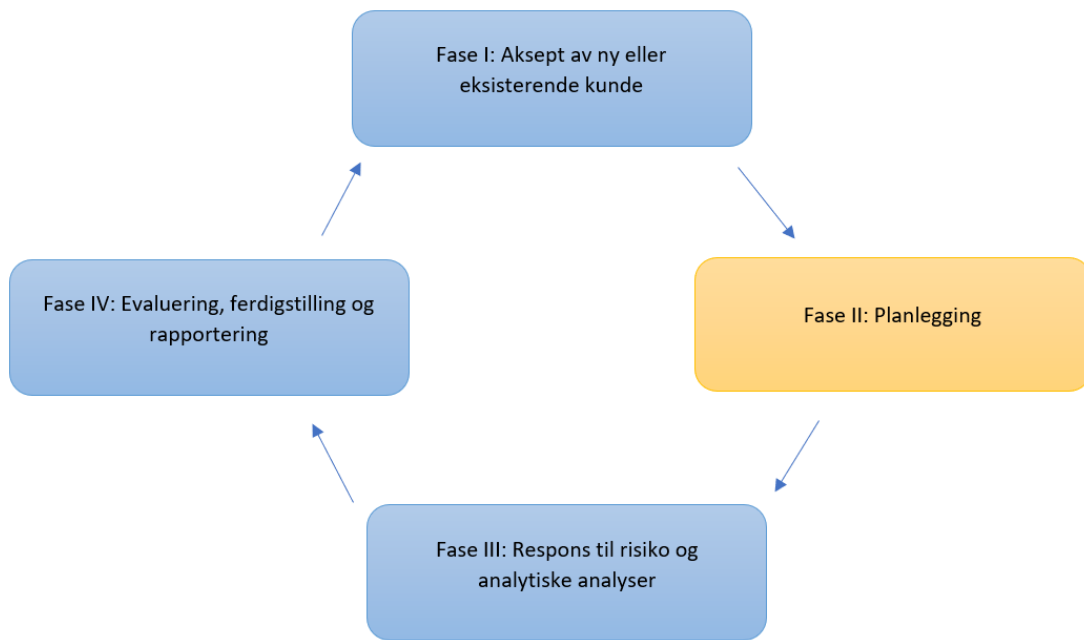 Fase I: Aksept av ny eller
eksisterende kunde
Fase II: Planlegging
Fase III: Respons til risiko og
analytiske analyser
Fase IV: Evaluering, ferdigstilling og
rapportering